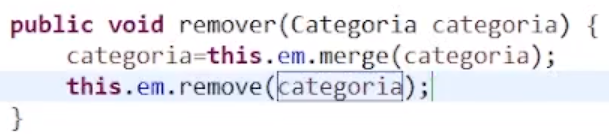 public void remover(Categoria categoria) {
    categoria=this.em.merge(categoria);
    this.em.remove(categoria);
}